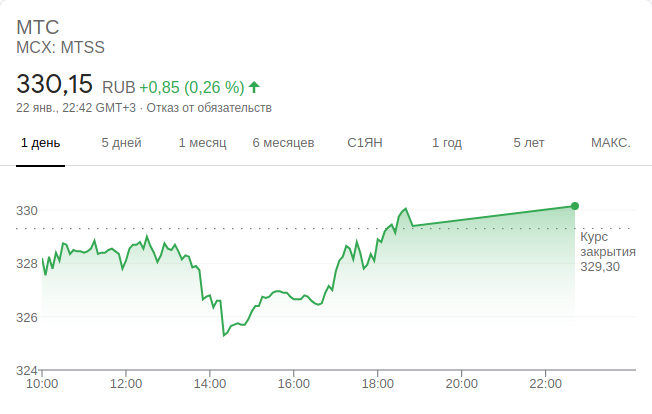 МТС
MCX: MTSS
330,15 RUB +0,85 (0,26 %)
22 янв., 22:42 GMT+3 · Отказ от обязательств
1 день 5 дней 1 месяц 6 месяцев С1ЯН 1 год 5 лет МАКС.
330
Курс
закрытия
329,30
328
326
324
10:00 12:00 14:00 16:00 18:00 20:00 22:00